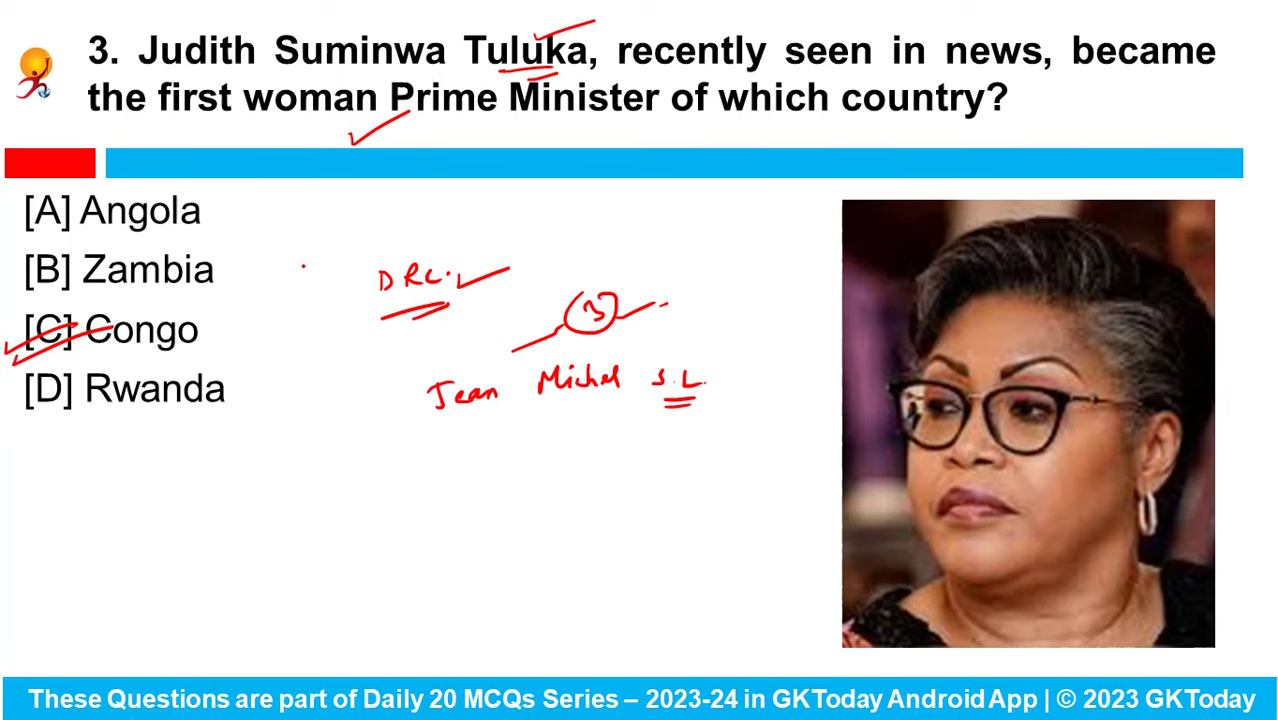 3. Judith Suminwa Tuluka, recently seen in news, became
the first woman Prime Minister of which country?
[A] Angola
[B] Zambia
DRC.
3
[C] Congo
Jean Michel S.L.
[D] Rwanda
These Questions are part of Daily 20 MCQs Series – 2023-24 in GKToday Android App | © 2023 GKToday